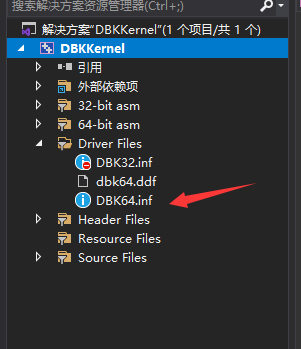 搜索解决方案资源管理器(Ctrl+;)
解决方案"DBKKernel"(1 个项目/共 1 个)
DBKKernel
引用
外部依赖项
32-bit asm
64-bit asm
Driver Files
DBK32.inf
dbk64.ddf
DBK64.inf
Header Files
Resource Files
Source Files